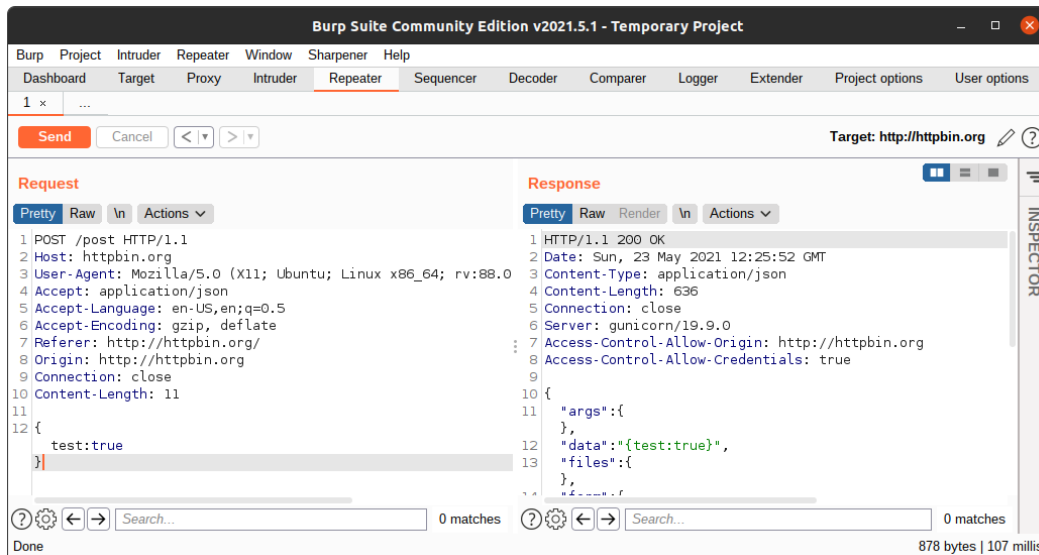 Burp Suite Community Edition v2021.5.1 - Temporary Project
Burp Project Intruder Repeater Window Sharpener Help
Dashboard Target Proxy Intruder Repeater Sequencer Decoder Comparer Logger Extender Project options User options
1 × ...
Send Cancel < > Target: http://httpbin.org
Request
Pretty Raw \n Actions
1 POST /post HTTP/1.1
2 Host: httpbin.org
3 User-Agent: Mozilla/5.0 (X11; Ubuntu; Linux x86_64; rv:88.0
4 Accept: application/json
5 Accept-Language: en-US,en;q=0.5
6 Accept-Encoding: gzip, deflate
7 Referer: http://httpbin.org/
8 Origin: http://httpbin.org
9 Connection: close
10 Content-Length: 11
11
12 {
test:true
}
Search... 0 matches
Response
Pretty Raw Render \n Actions
1 HTTP/1.1 200 OK
2 Date: Sun, 23 May 2021 12:25:52 GMT
3 Content-Type: application/json
4 Content-Length: 636
5 Connection: close
6 Server: gunicorn/19.9.0
7 Access-Control-Allow-Origin: http://httpbin.org
8 Access-Control-Allow-Credentials: true
9
10 {
11 "args":{
},
12 "data":"{test:true}",
13 "files":{
},
14 "form":{
Search... 0 matches
INSPECTOR
Done 878 bytes | 107 millis